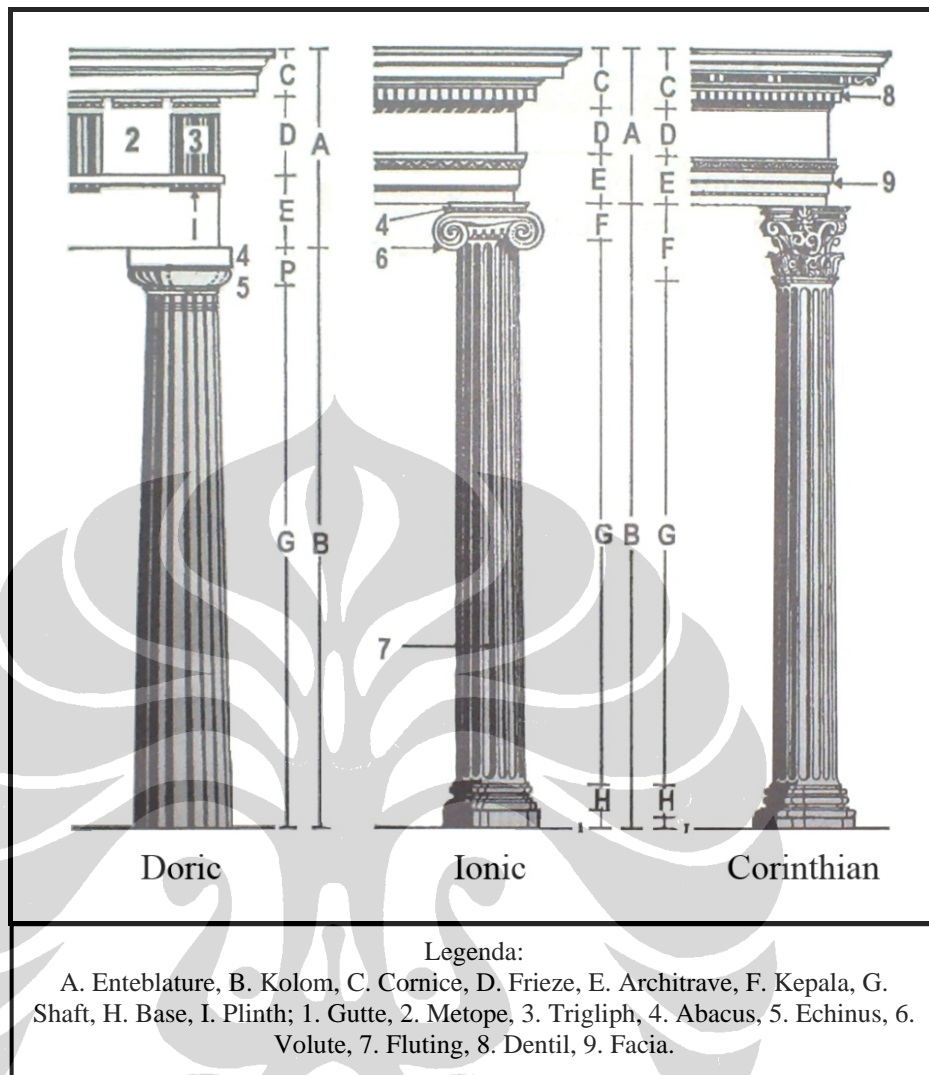 C
D
E
P
G
A
B
2
3
1
4
5
C
D
E
F
G
H
A
B
4
6
7
C
D
E
F
G
H
8
9
Doric Ionic Corinthian
Legenda:
A. Enteblature, B. Kolom, C. Cornice, D. Frieze, E. Architrave, F. Kepala, G.
Shaft, H. Base, I. Plinth; 1. Gutte, 2. Metope, 3. Trigliph, 4. Abacus, 5. Echinus, 6.
Volute, 7. Fluting, 8. Dentil, 9. Facia.